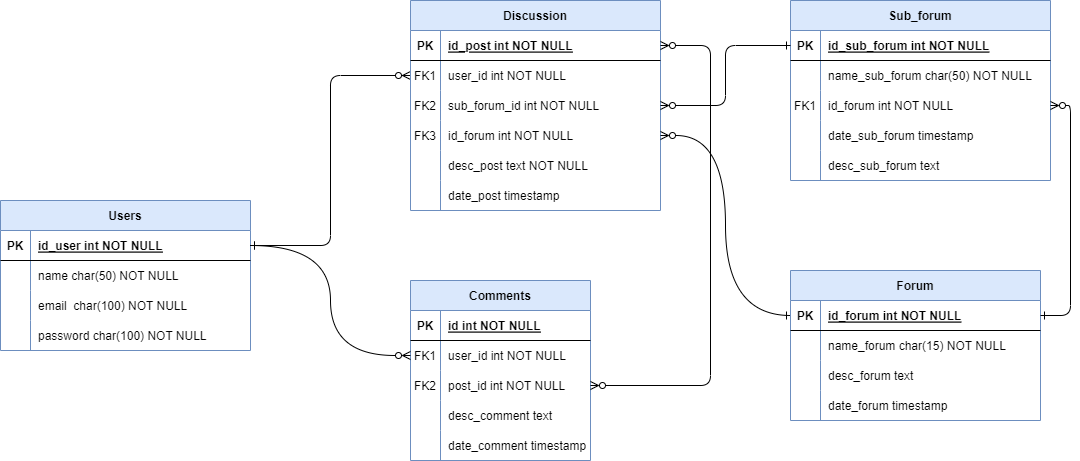 Discussion
PK id_post int NOT NULL
FK1 user_id int NOT NULL
FK2 sub_forum_id int NOT NULL
FK3 id_forum int NOT NULL
desc_post text NOT NULL
date_post timestamp
Sub_forum
PK id_sub_forum int NOT NULL
name_sub_forum char(50) NOT NULL
FK1 id_forum int NOT NULL
date_sub_forum timestamp
desc_sub_forum text
Users
PK id_user int NOT NULL
name char(50) NOT NULL
email  char(100) NOT NULL
password char(100) NOT NULL
Comments
PK id int NOT NULL
FK1 user_id int NOT NULL
FK2 post_id int NOT NULL
desc_comment text
date_comment timestamp
Forum
PK id_forum int NOT NULL
name_forum char(15) NOT NULL
desc_forum text
date_forum timestamp